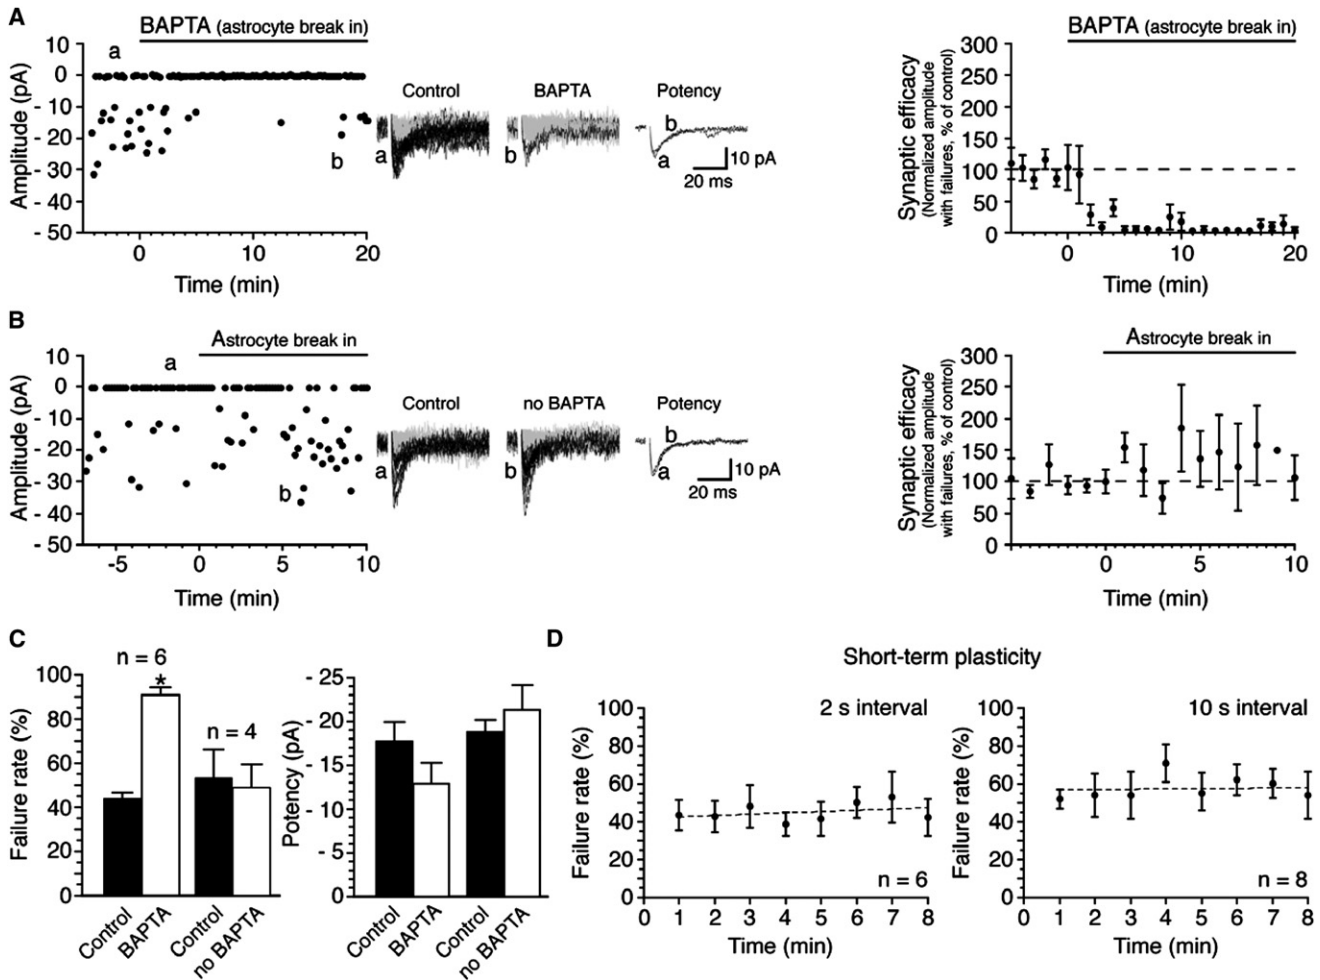 A
BAPTA (astrocyte break in)
a
10
0
- 10
- 20
- 30
- 40
- 50
Amplitude (pA)
b
0
10
20
Time (min)
Control
BAPTA
Potency
a
b
b
a
10 pA
20 ms
BAPTA (astrocyte break in)
Synaptic efficacy
(Normalized amplitude
with failures, % of control)
300
250
200
150
100
50
0
0
10
20
Time (min)
B
Astrocyte break in
a
10
0
- 10
- 20
- 30
- 40
- 50
Amplitude (pA)
b
-5
0
5
10
Time (min)
Control
no BAPTA
Potency
a
b
b
a
10 pA
20 ms
Astrocyte break in
Synaptic efficacy
(Normalized amplitude
with failures, % of control)
300
250
200
150
100
50
0
0
5
10
Time (min)
C
n = 6
*
n = 4
Failure rate (%)
100
80
60
40
20
0
Control
BAPTA
Control
no BAPTA
Potency (pA)
- 25
- 20
- 15
- 10
- 5
0
Control
BAPTA
Control
no BAPTA
D
Short-term plasticity
2 s interval
Failure rate (%)
100
80
60
40
20
0
n = 6
0 1 2 3 4 5 6 7 8
Time (min)
10 s interval
Failure rate (%)
100
80
60
40
20
0
n = 8
0 1 2 3 4 5 6 7 8
Time (min)